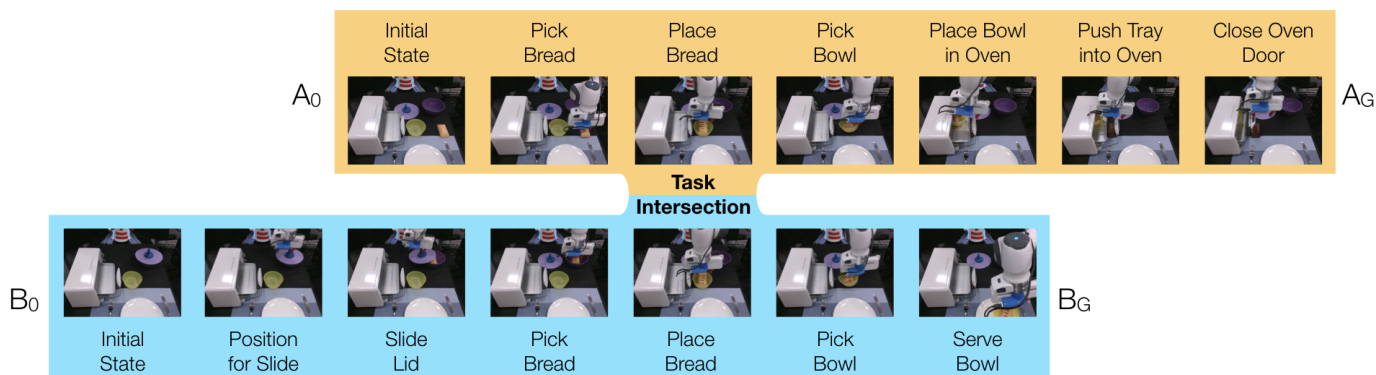 Initial
State
Pick
Bread
Place
Bread
Pick
Bowl
Place Bowl
in Oven
Push Tray
into Oven
Close Oven
Door
A0
AG
Task
Intersection
B0
BG
Initial
State
Position
for Slide
Slide
Lid
Pick
Bread
Place
Bread
Pick
Bowl
Serve
Bowl